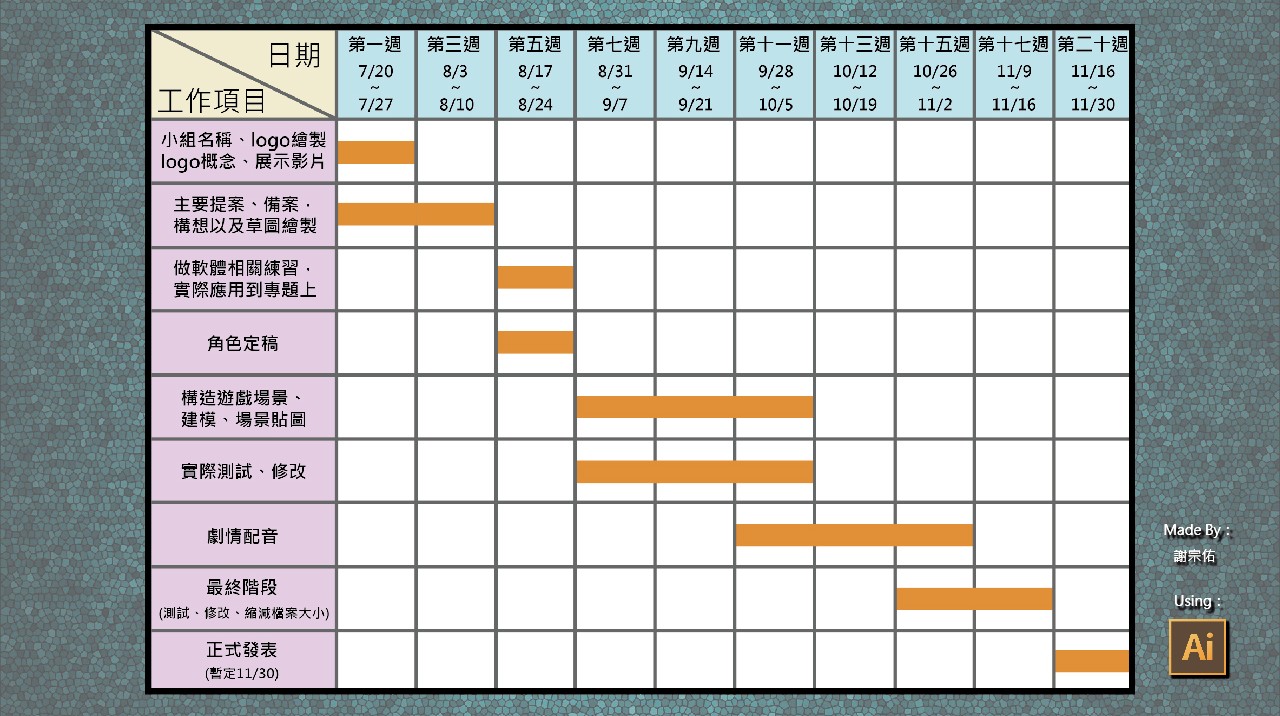 日期
工作項目
第一週 第三週 第五週 第七週 第九週 第十一週 第十三週 第十五週 第十七週 第二十週
7/20 8/3 8/17 8/31 9/14 9/28 10/12 10/26 11/9 11/16
~ ~ ~ ~ ~ ~ ~ ~ ~ ~
7/27 8/10 8/24 9/7 9/21 10/5 10/19 11/2 11/16 11/30
小組名稱、logo繪製
logo概念、展示影片
主要提案、備案，
構想以及草圖繪製
做軟體相關練習，
實際應用到專題上
角色定稿
構造遊戲場景、
建模、場景貼圖
實際測試、修改
劇情配音
最終階段
(測試、修改、縮減檔案大小)
正式發表
(暫定11/30)
Made By：
謝宗佑
Using：
Ai